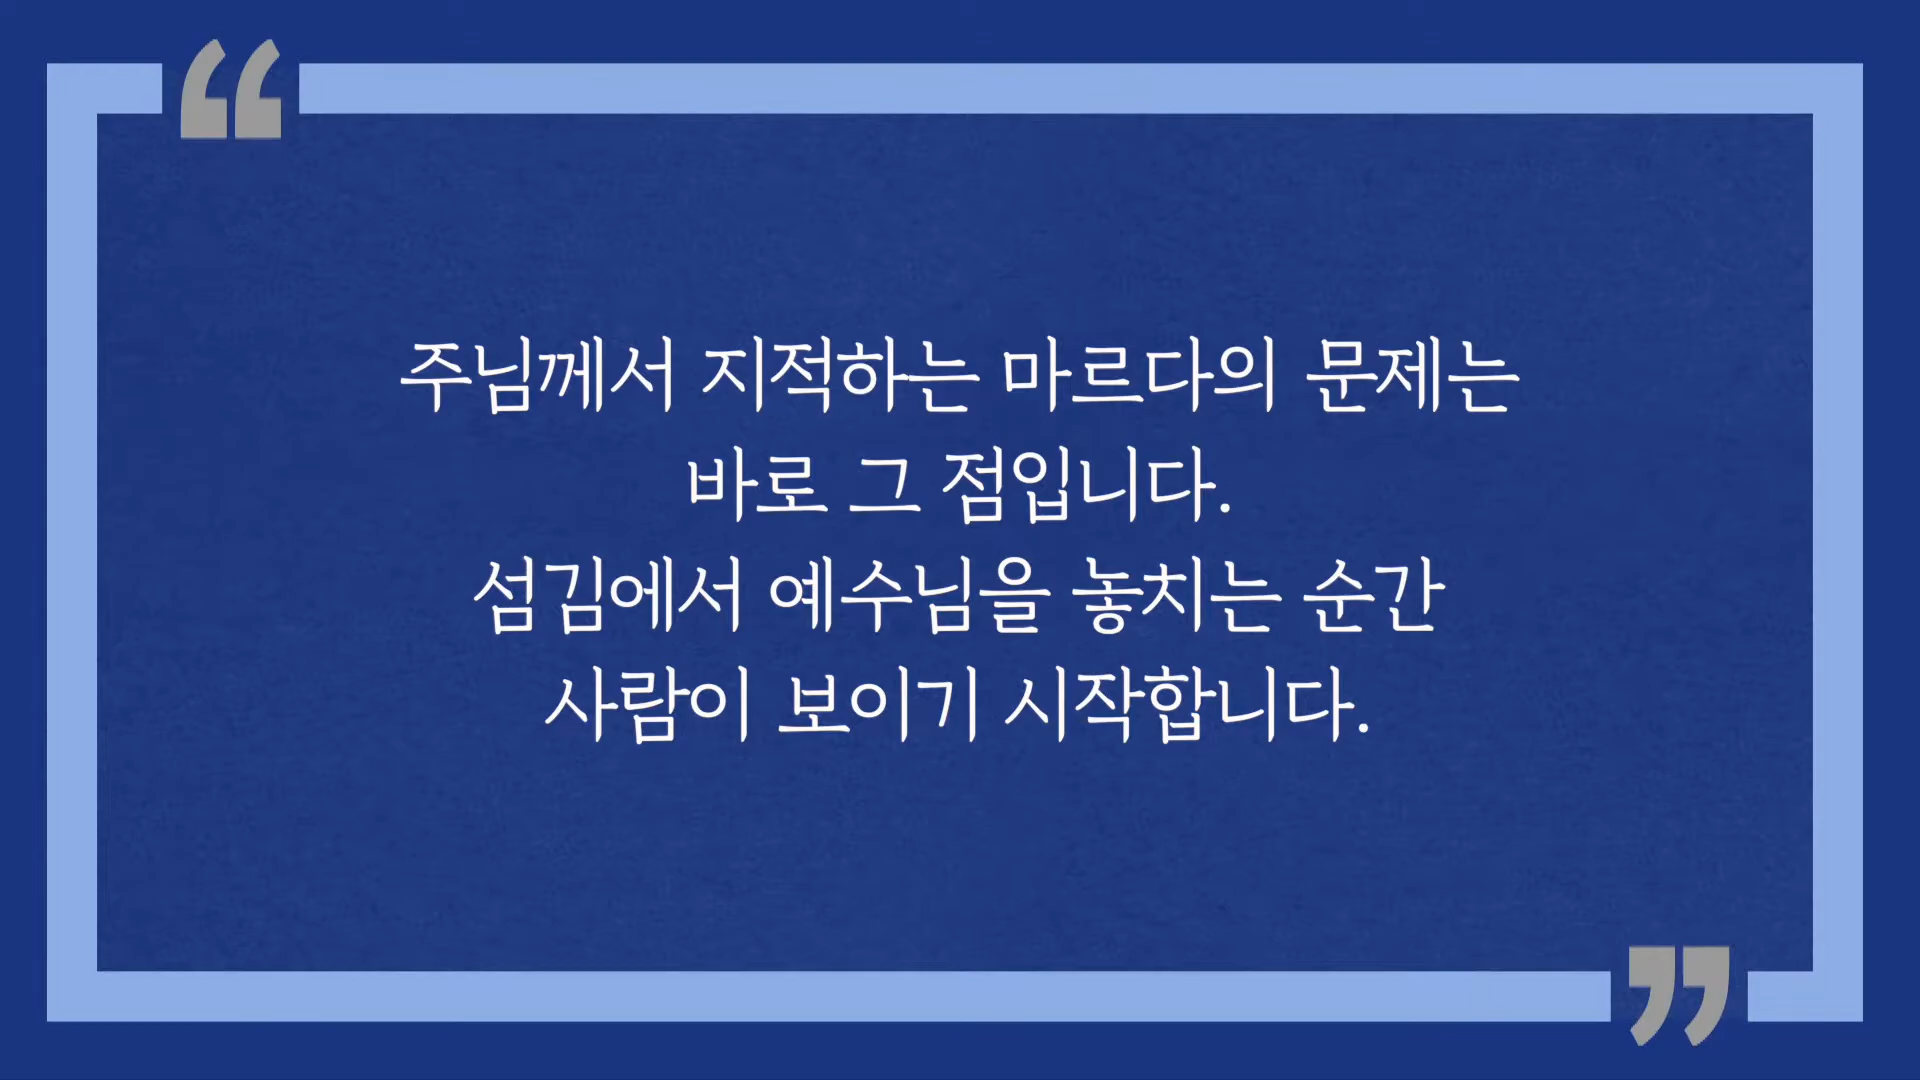 주님께서 지적하는 마르다의 문제는
바로 그 점입니다.
섬김에서 예수님을 놓치는 순간
사람이 보이기 시작합니다.